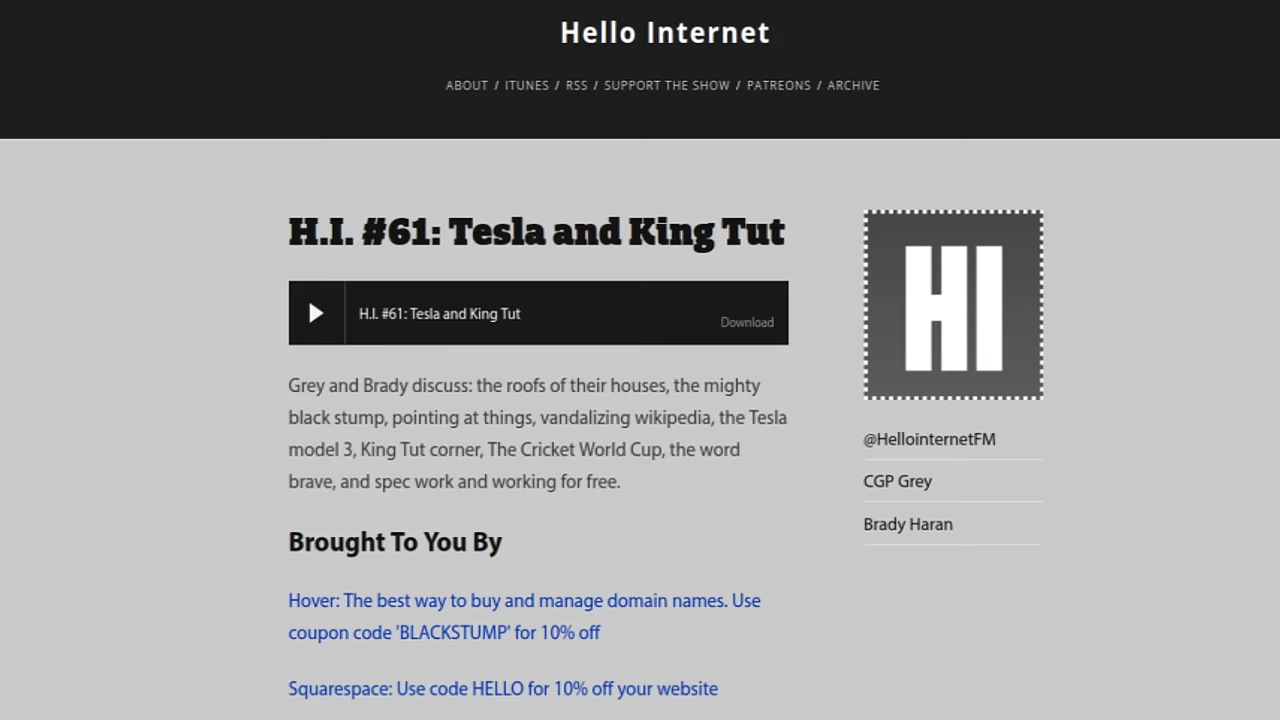 Hello Internet
ABOUT / ITUNES / RSS / SUPPORT THE SHOW / PATREONS / ARCHIVE
H.I. #61: Tesla and King Tut
H.I. #61: Tesla and King Tut
Download
Grey and Brady discuss: the roofs of their houses, the mighty
black stump, pointing at things, vandalizing wikipedia, the Tesla
model 3, King Tut corner, The Cricket World Cup, the word
brave, and spec work and working for free.
Brought To You By
Hover: The best way to buy and manage domain names. Use
coupon code 'BLACKSTUMP' for 10% off
Squarespace: Use code HELLO for 10% off your website
HI
@HellointernetFM
CGP Grey
Brady Haran